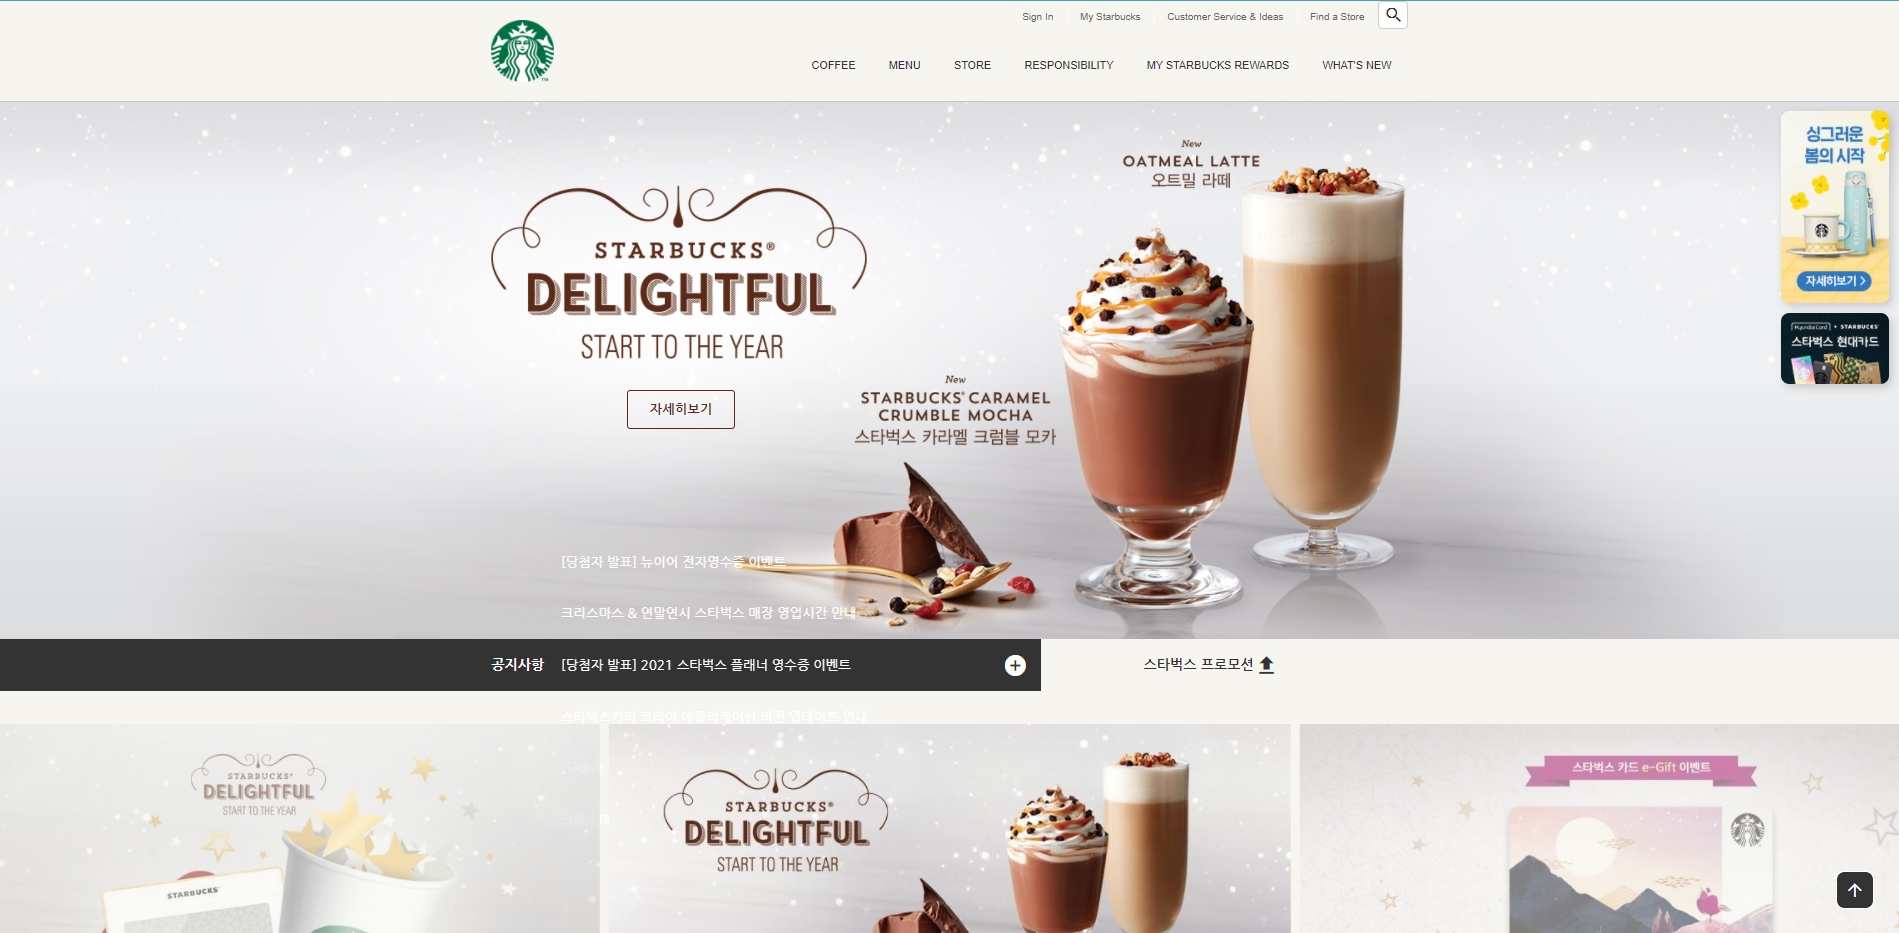 Sign In
My Starbucks
Customer Service & Ideas
Find a Store
COFFEE
MENU
STORE
RESPONSIBILITY
MY STARBUCKS REWARDS
WHAT'S NEW
New
OATMEAL LATTE
오트밀 라떼
STARBUCKS®
DELIGHTFUL
START TO THE YEAR
자세히보기
New
STARBUCKS® CARAMEL
CRUMBLE MOCHA
스타벅스 카라멜 크럼블 모카
싱그러운
봄의 시작
자세히보기 >
HyundaiCard + STARBUCKS
스타벅스 현대카드
[당첨자 발표] 뉴이어 전자영수증 이벤트
크리스마스 & 연말연시 스타벅스 매장 영업시간 안내
공지사항
[당첨자 발표] 2021 스타벅스 플래너 영수증 이벤트
스타벅스 프로모션
스타벅스커피 코리아 애플리케이션 버전 업데이트 안내
STARBUCKS®
DELIGHTFUL
START TO THE YEAR
STARBUCKS®
STARBUCKS®
DELIGHTFUL
START TO THE YEAR
스타벅스 카드 e-Gift 이벤트